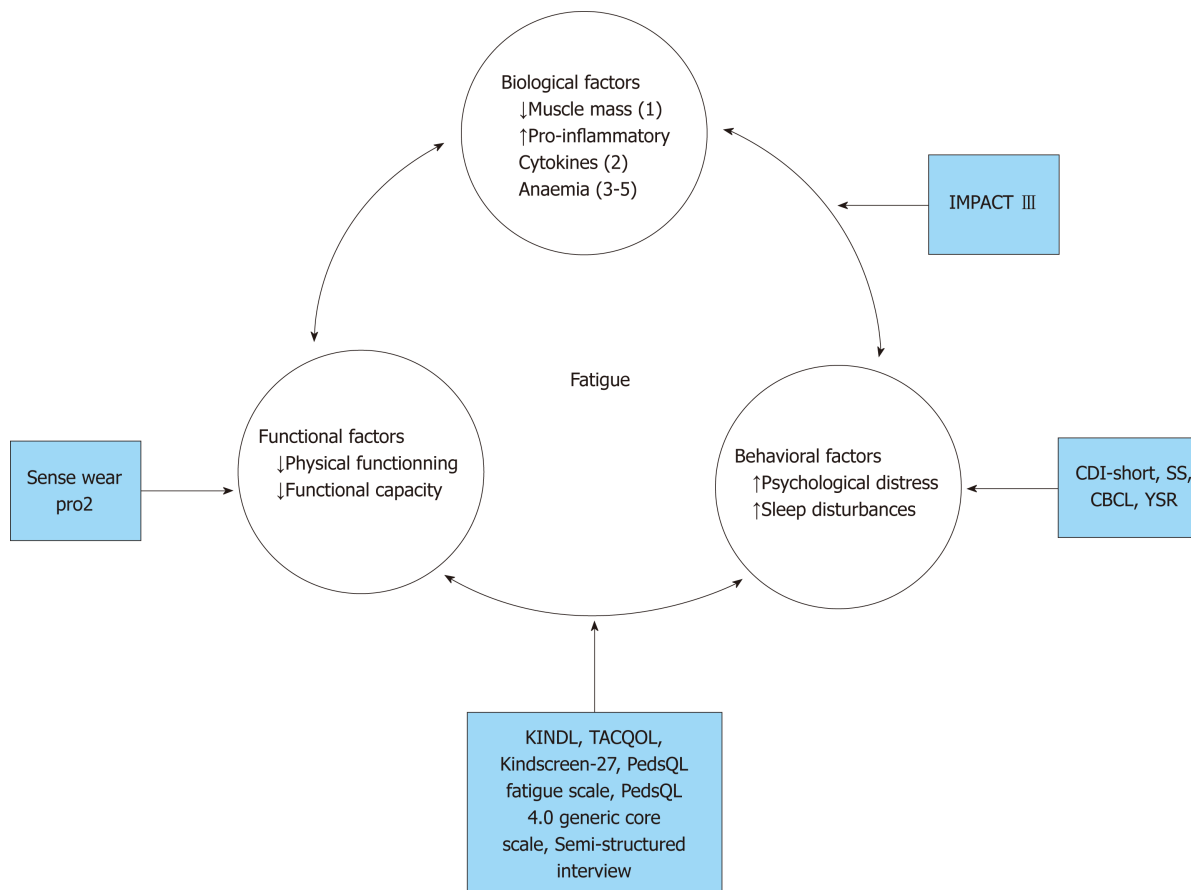 Biological factors
↓Muscle mass (1)
↑Pro-inflammatory
Cytokines (2)
Anaemia (3-5)
IMPACT Ⅲ
Fatigue
Functional factors
↓Physical functionning
↓Functional capacity
Sense wear
pro2
Behavioral factors
↑Psychological distress
↑Sleep disturbances
CDI-short, SS,
CBCL, YSR
KINDL, TACQOL,
Kindscreen-27, PedsQL
fatigue scale, PedsQL
4.0 generic core
scale, Semi-structured
interview